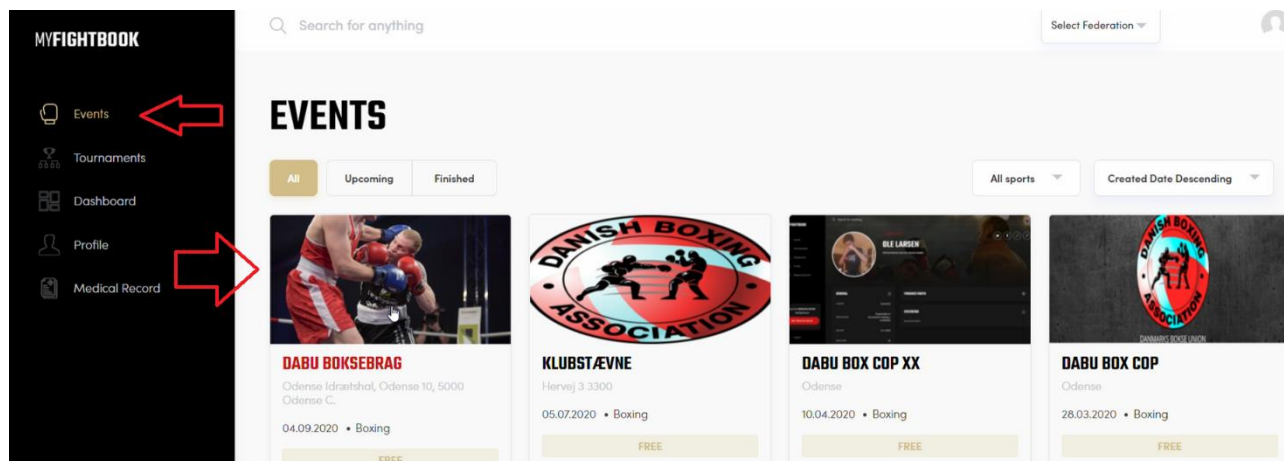 MYFIGHTBOOK
Search for anything
Select Federation
Events
Tournaments
Dashboard
Profile
Medical Record
EVENTS
All
Upcoming
Finished
All sports
Created Date Descending
DANISH BOXING
ASSOCIATION
OLE LARSEN
DANISH BOXING
ASSOCIATION
DANMARKS BOKSE UNION
DABU BOKSEBRAG
Odense Idrætshal, Odense 10, 5000
Odense C.
04.09.2020 • Boxing
FREE
KLUBSTÆVNE
Hervej 3 3300
05.07.2020 • Boxing
FREE
DABU BOX COP XX
Odense
10.04.2020 • Boxing
FREE
DABU BOX COP
Odense
28.03.2020 • Boxing
FREE